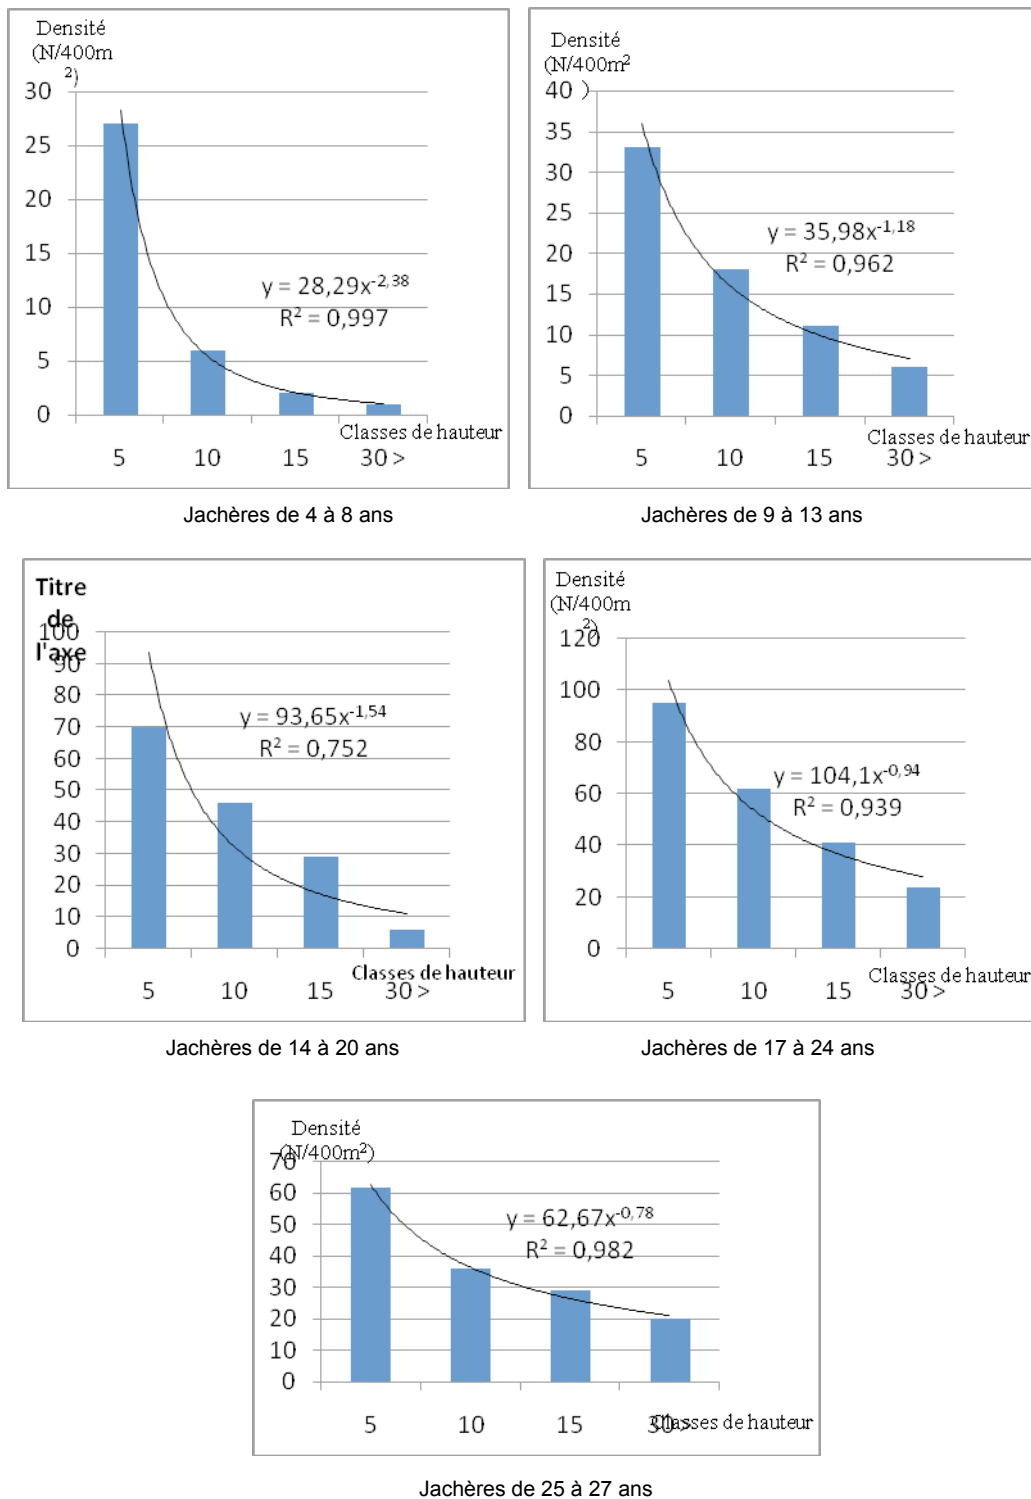 Densité
(N/400m
²)
30
25
20
15
10
5
0
y = 28,29x^-2,38
R² = 0,997
Classes de hauteur
5 10 15 30 >
Jachères de 4 à 8 ans
Densité
(N/400m²
)
40
35
30
25
20
15
10
5
0
y = 35,98x^-1,18
R² = 0,962
Classes de hauteur
5 10 15 30 >
Jachères de 9 à 13 ans
Titre
de
l'axe
100
90
80
70
60
50
40
30
20
10
0
y = 93,65x^-1,54
R² = 0,752
Classes de hauteur
5 10 15 30 >
Jachères de 14 à 20 ans
Densité
(N/400m
²)
120
100
80
60
40
20
0
y = 104,1x^-0,94
R² = 0,939
Classes de hauteur
5 10 15 30 >
Jachères de 17 à 24 ans
Densité
(N/400m²)
70
60
50
40
30
20
10
0
y = 62,67x^-0,78
R² = 0,982
Classes de hauteur
5 10 15 30 >
Jachères de 25 à 27 ans